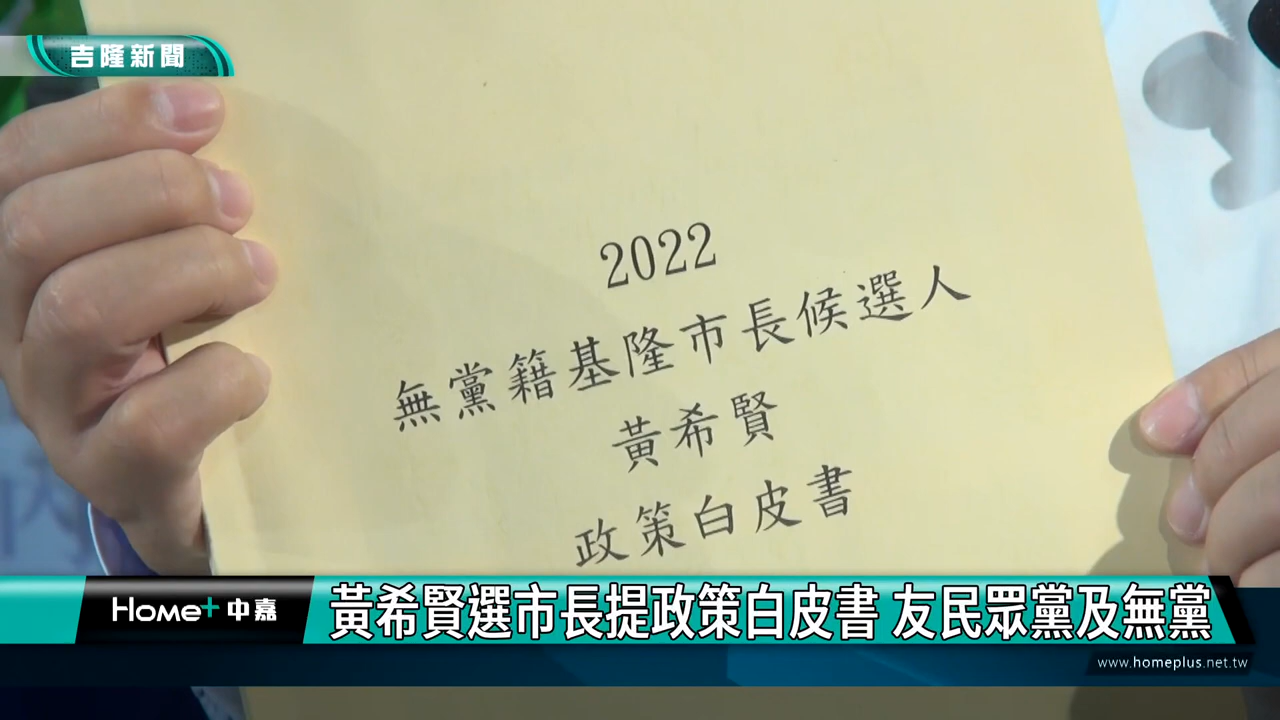 吉隆新聞
2022
無黨籍基隆市長候選人
黃希賢
政策白皮書
Home+中嘉
黃希賢選市長提政策白皮書 友民眾黨及無黨
www.homeplus.net.tw